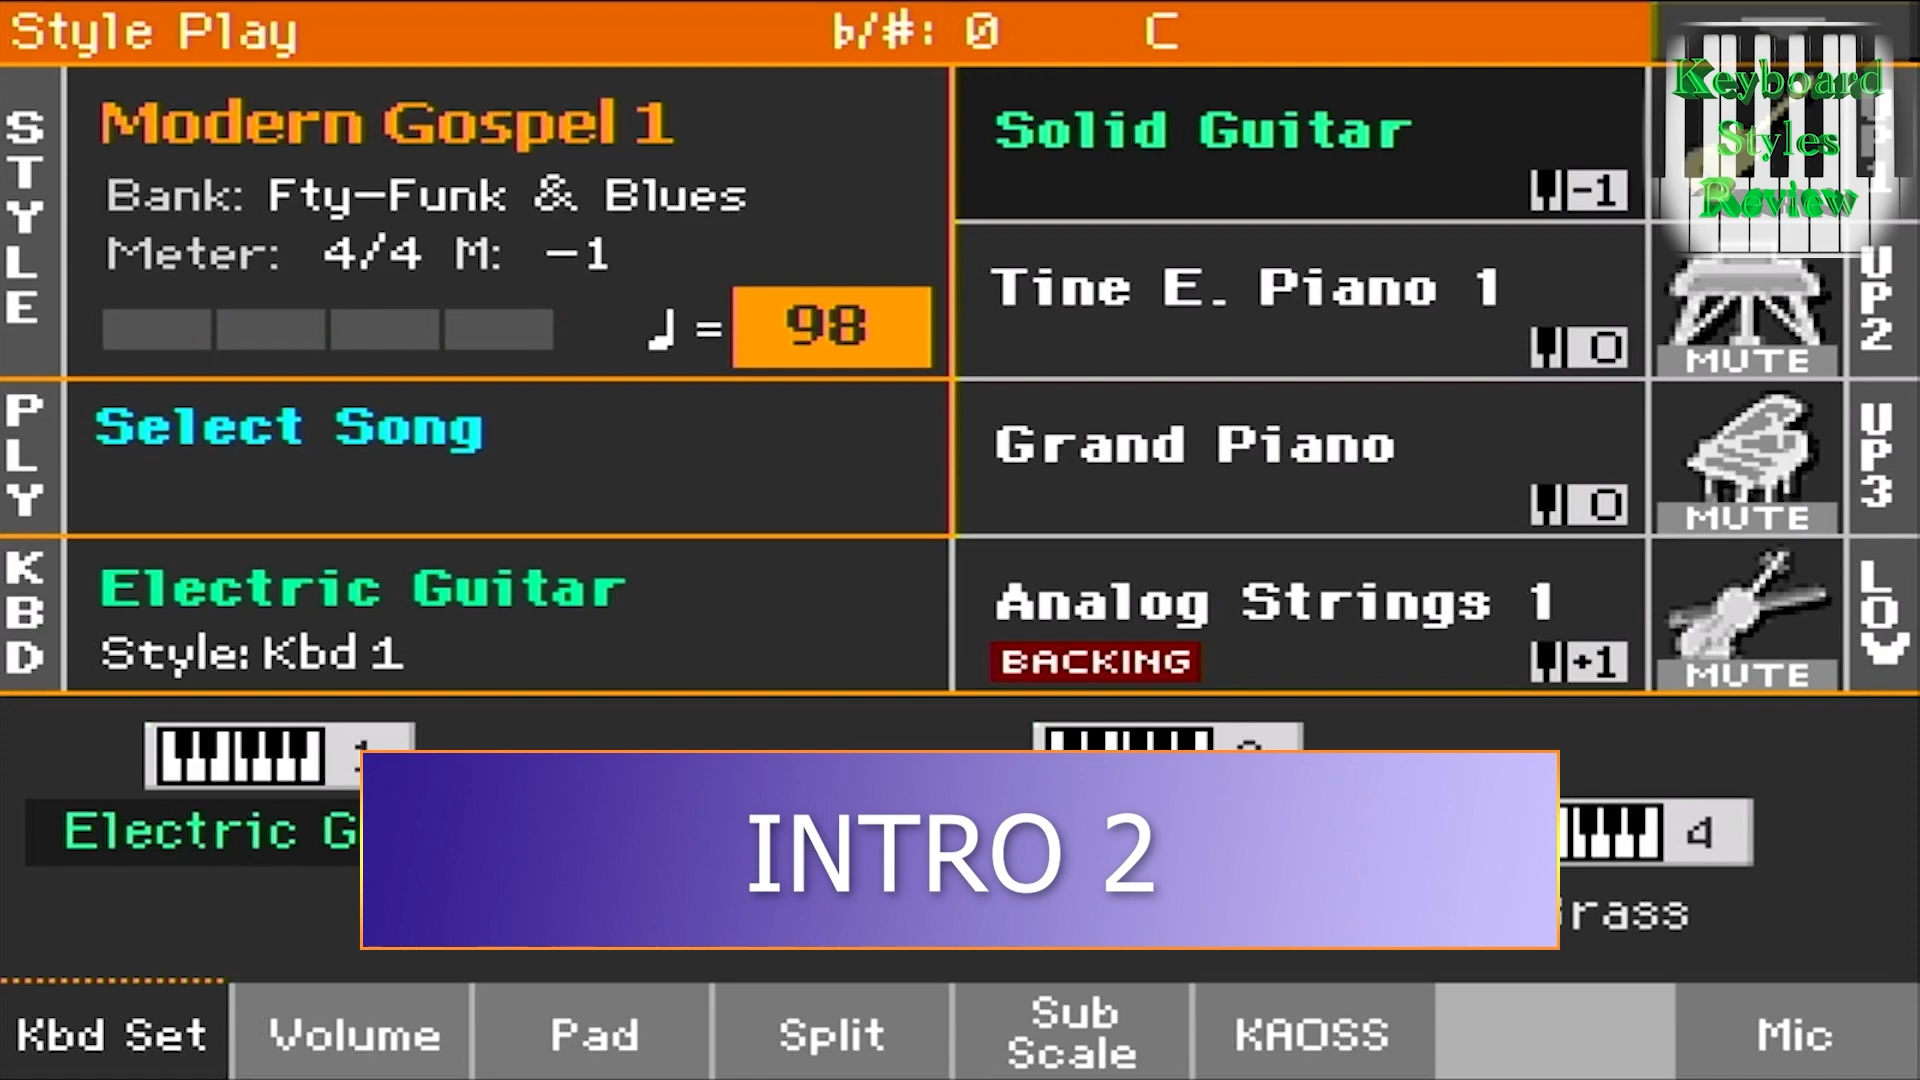 Style Play
b/#: 0
C
Keyboard
Styles
Review
STYLE
Modern Gospel 1
Bank: Fty-Funk & Blues
Meter: 4/4 M: -1
♩ = 98
Solid Guitar
-1
Tine E. Piano 1
0
MUTE
UP2
PLY
Select Song
Grand Piano
0
MUTE
UP3
KBD
Electric Guitar
Style: Kbd 1
Analog Strings 1
BACKING
+1
MUTE
LOW
Electric G
INTRO 2
4
rass
Kbd Set
Volume
Pad
Split
Sub
Scale
KAOSS
Mic